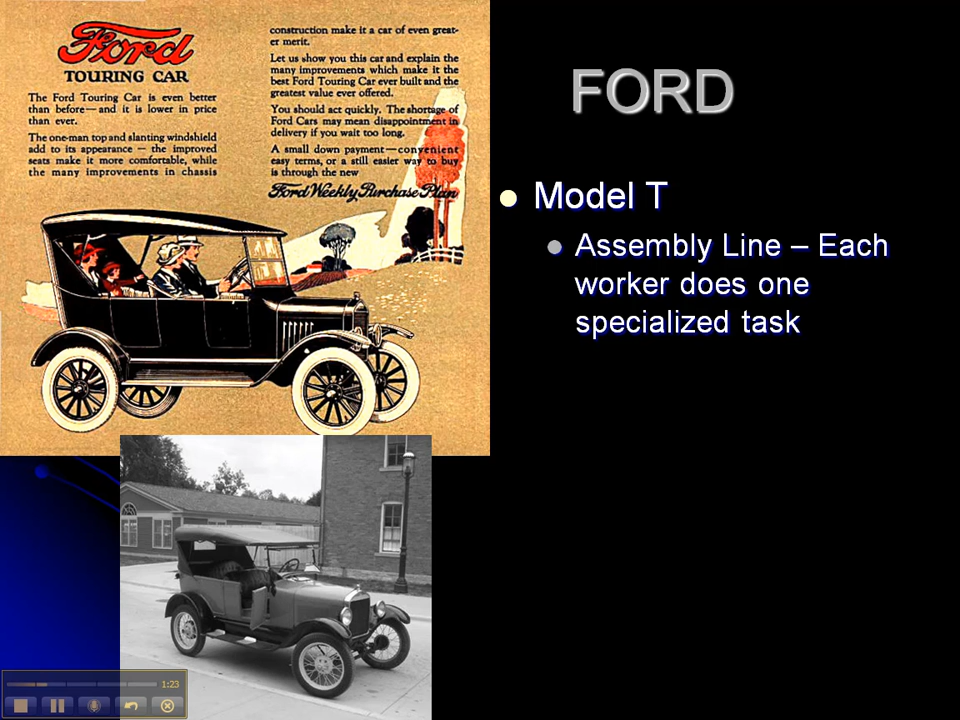 Ford
TOURING CAR
The Ford Touring Car is even better
than before—and it is lower in price
than ever.
The one-man top and slanting windshield
add to its appearance — the improved
seats make it more comfortable, while
the many improvements in chassis
construction make it a car of even great-
er merit.
Let us show you this car and explain the
many improvements which make it the
best Ford Touring Car ever built and the
greatest value ever offered.
You should act quickly. The shortage of
Ford Cars may mean disappointment in
delivery if you wait too long.
A small down payment—convenient
easy terms, or a still easier way to buy
is through the new
Ford Weekly Purchase Plan
FORD
Model T
Assembly Line – Each
worker does one
specialized task
1:23